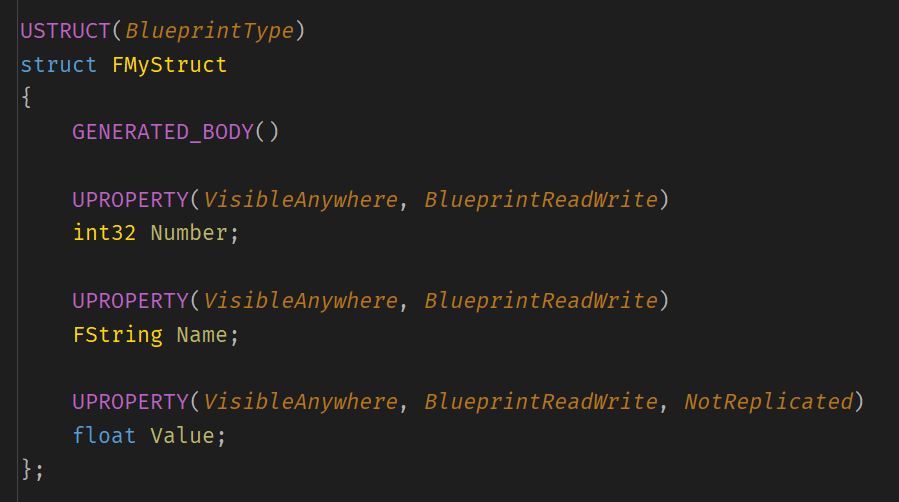 USTRUCT(BlueprintType)
struct FMyStruct
{
GENERATED_BODY()
UPROPERTY(VisibleAnywhere, BlueprintReadWrite)
int32 Number;
UPROPERTY(VisibleAnywhere, BlueprintReadWrite)
FString Name;
UPROPERTY(VisibleAnywhere, BlueprintReadWrite, NotReplicated)
float Value;
};